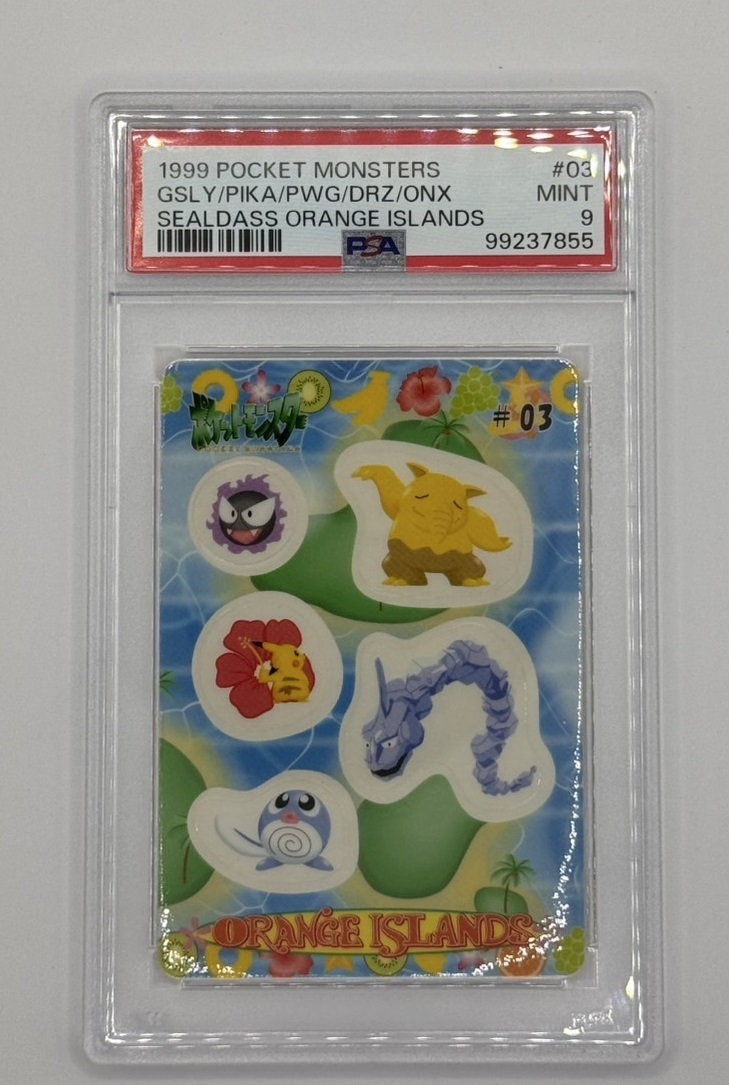 1999 POCKET MONSTERS #03
GSLY/PIKA/PWG/DRZ/ONX MINT
SEALDASS ORANGE ISLANDS 9
PSA 99237855
ポケットモンスター
#03
ORANGE ISLANDS